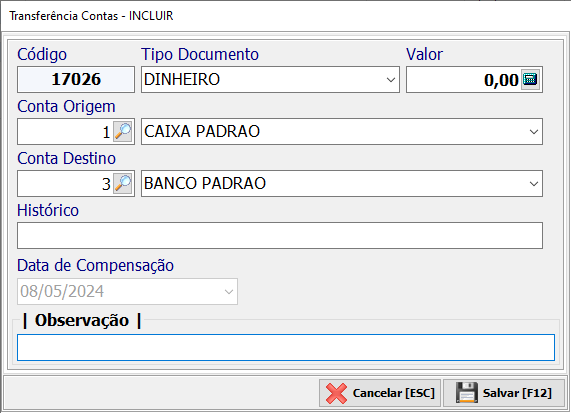 Transferência Contas - INCLUIR
Código Tipo Documento Valor
17026 DINHEIRO 0,00
Conta Origem
1 CAIXA PADRAO
Conta Destino
3 BANCO PADRAO
Histórico
Data de Compensação
08/05/2024
| Observação |
Cancelar [ESC] Salvar [F12]